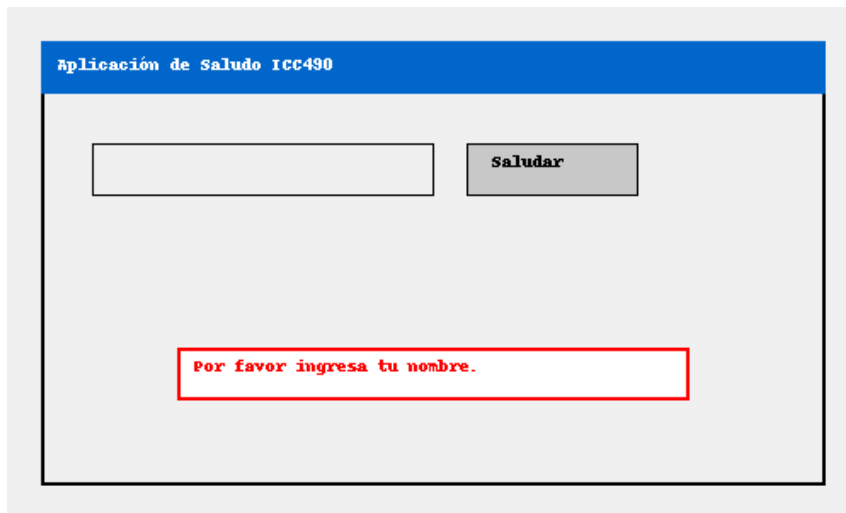 Aplicación de Saludo ICC490
Saludar
Por favor ingresa tu nombre.